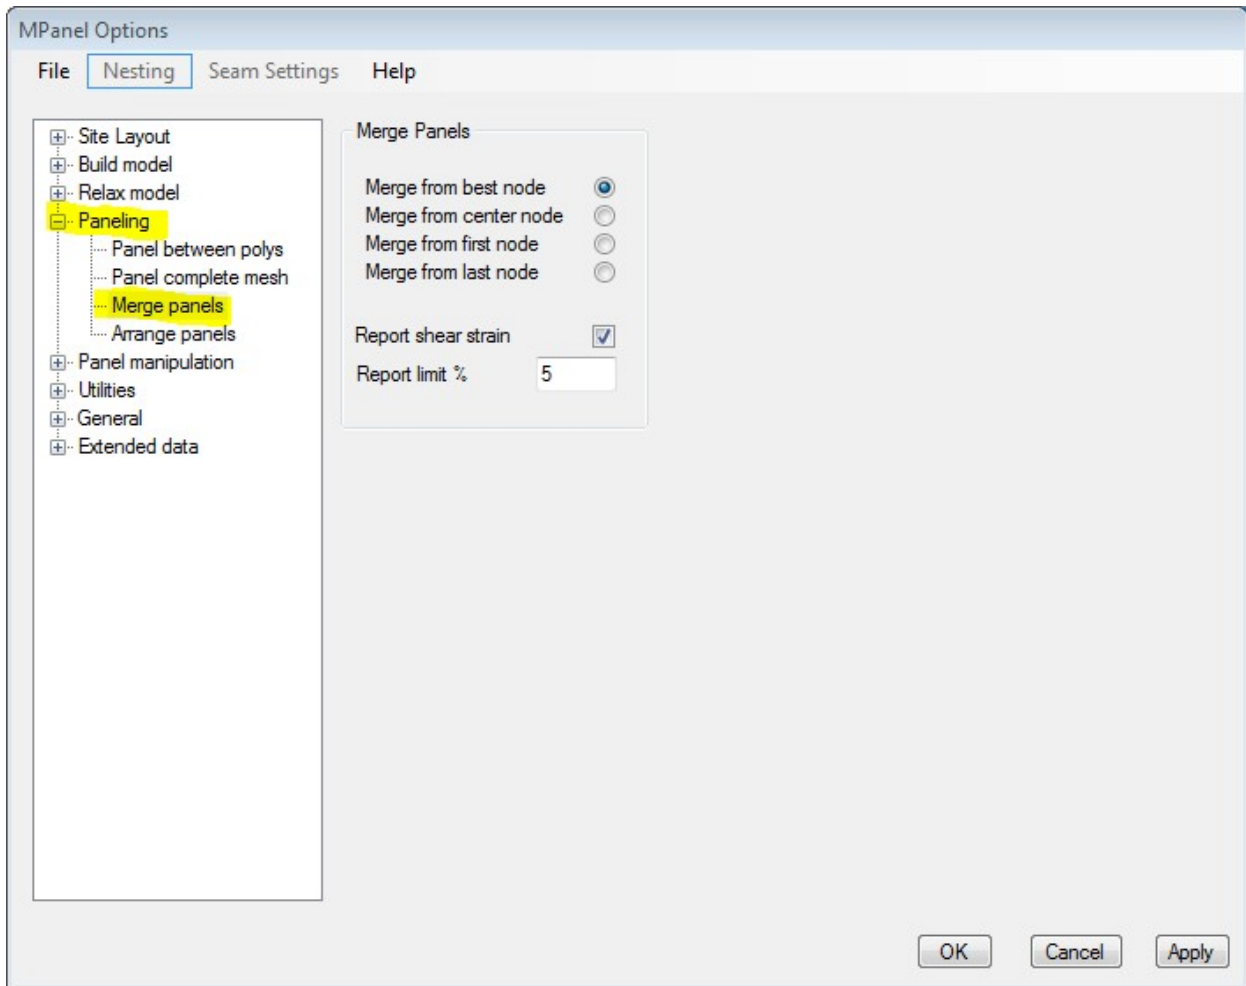 MPanel Options
File Nesting Seam Settings Help
Site Layout
Build model
Relax model
Paneling
Panel between polys
Panel complete mesh
Merge panels
Arrange panels
Panel manipulation
Utilities
General
Extended data
Merge Panels
Merge from best node
Merge from center node
Merge from first node
Merge from last node
Report shear strain
Report limit % 5
OK Cancel Apply